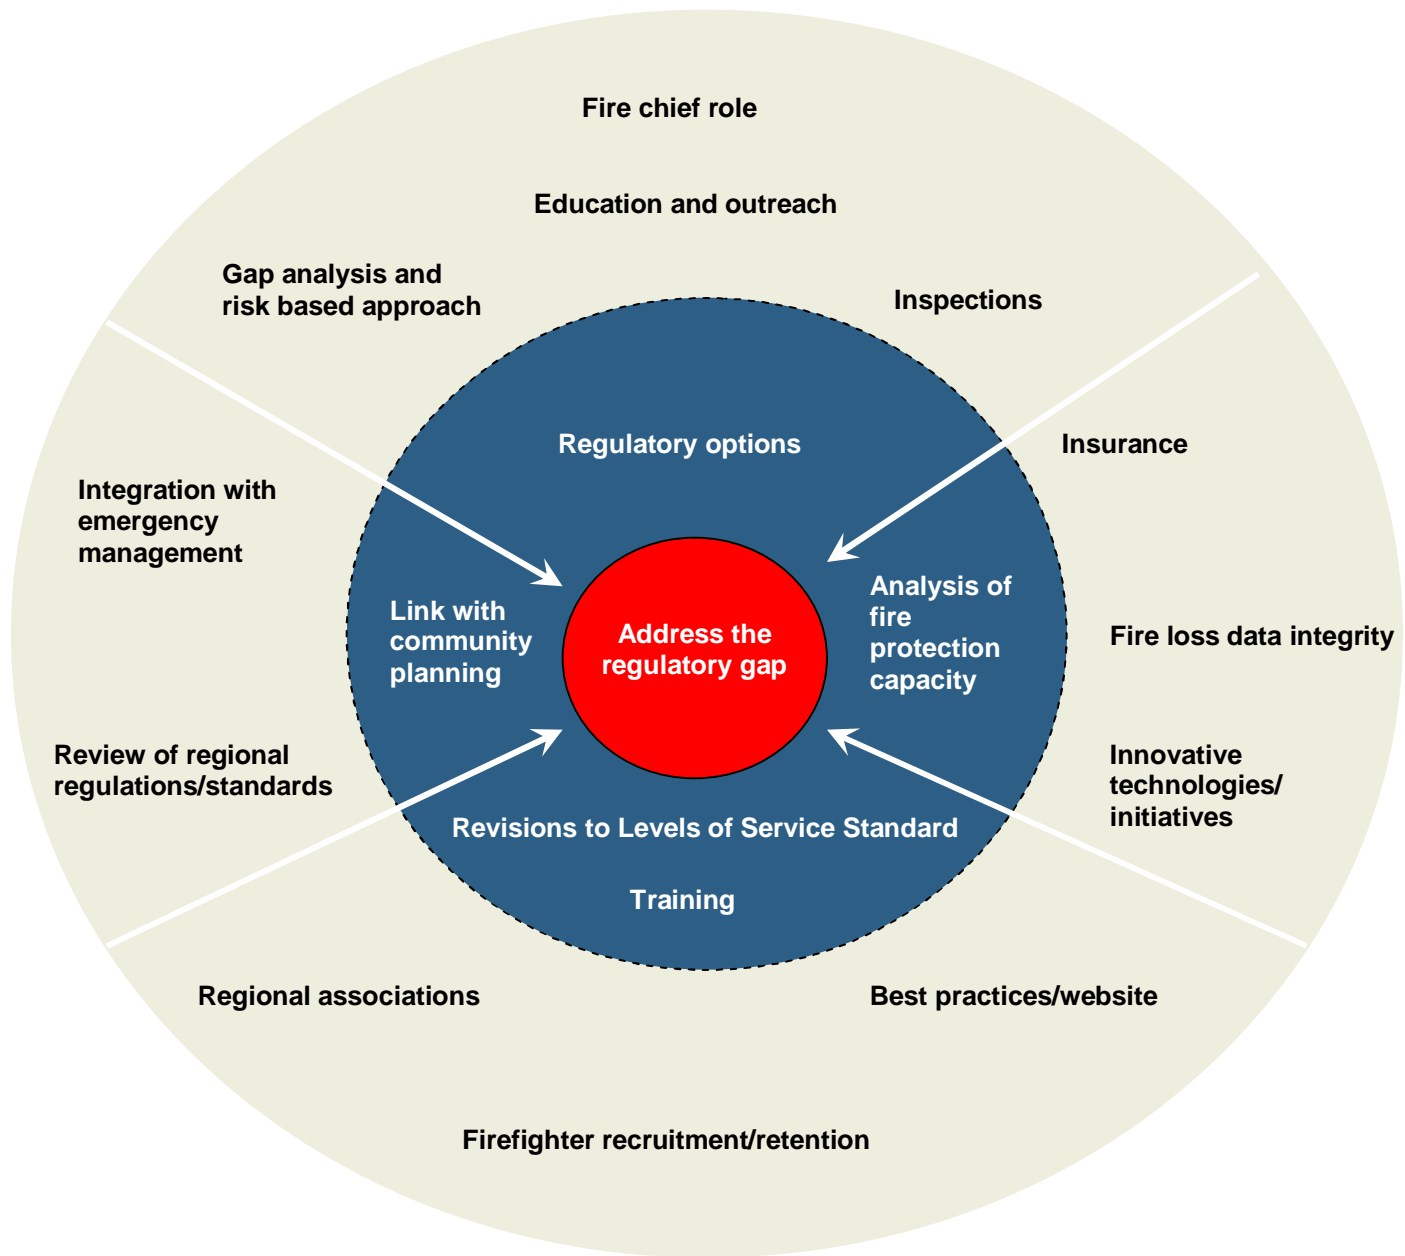 Fire chief role
Education and outreach
Gap analysis and
risk based approach
Inspections
Regulatory options
Insurance
Integration with
emergency
management
Link with
community
planning
Address the
regulatory gap
Analysis of
fire
protection
capacity
Fire loss data integrity
Review of regional
regulations/standards
Innovative
technologies/
initiatives
Revisions to Levels of Service Standard
Training
Regional associations
Best practices/website
Firefighter recruitment/retention